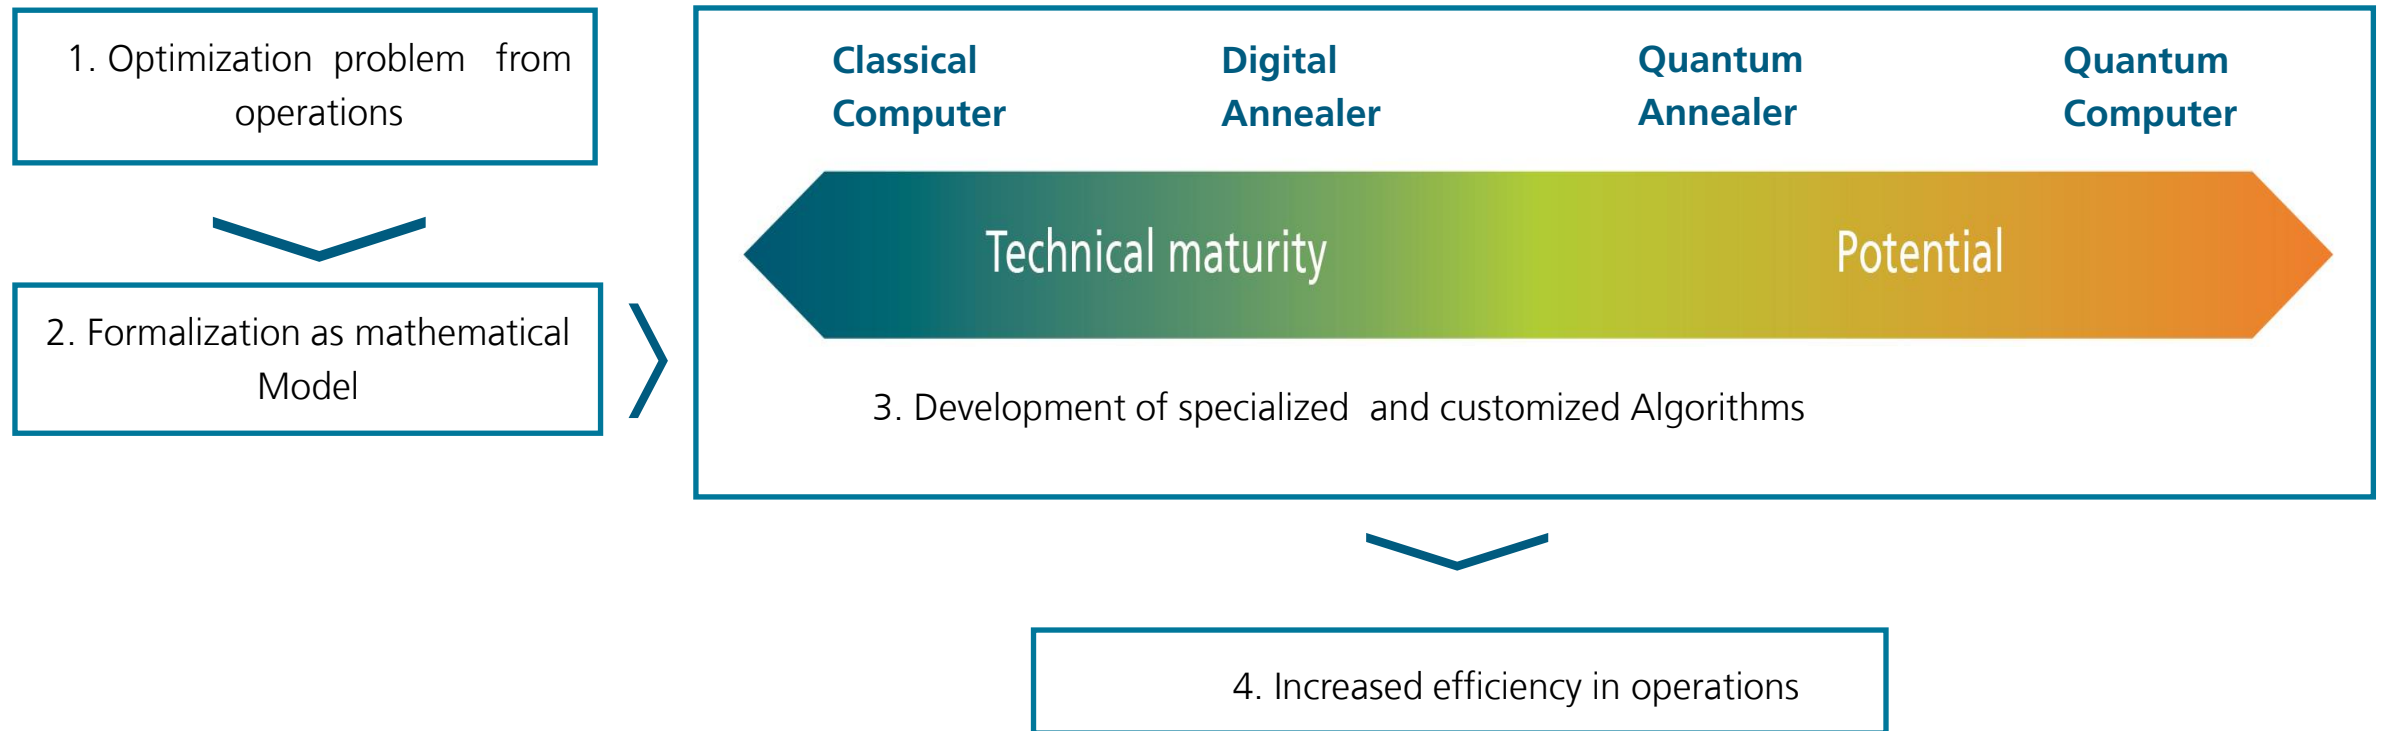 1. Optimization problem from
operations
2. Formalization as mathematical
Model
Classical
Computer
Digital
Annealer
Quantum
Annealer
Quantum
Computer
Technical maturity
Potential
3. Development of specialized and customized Algorithms
4. Increased efficiency in operations